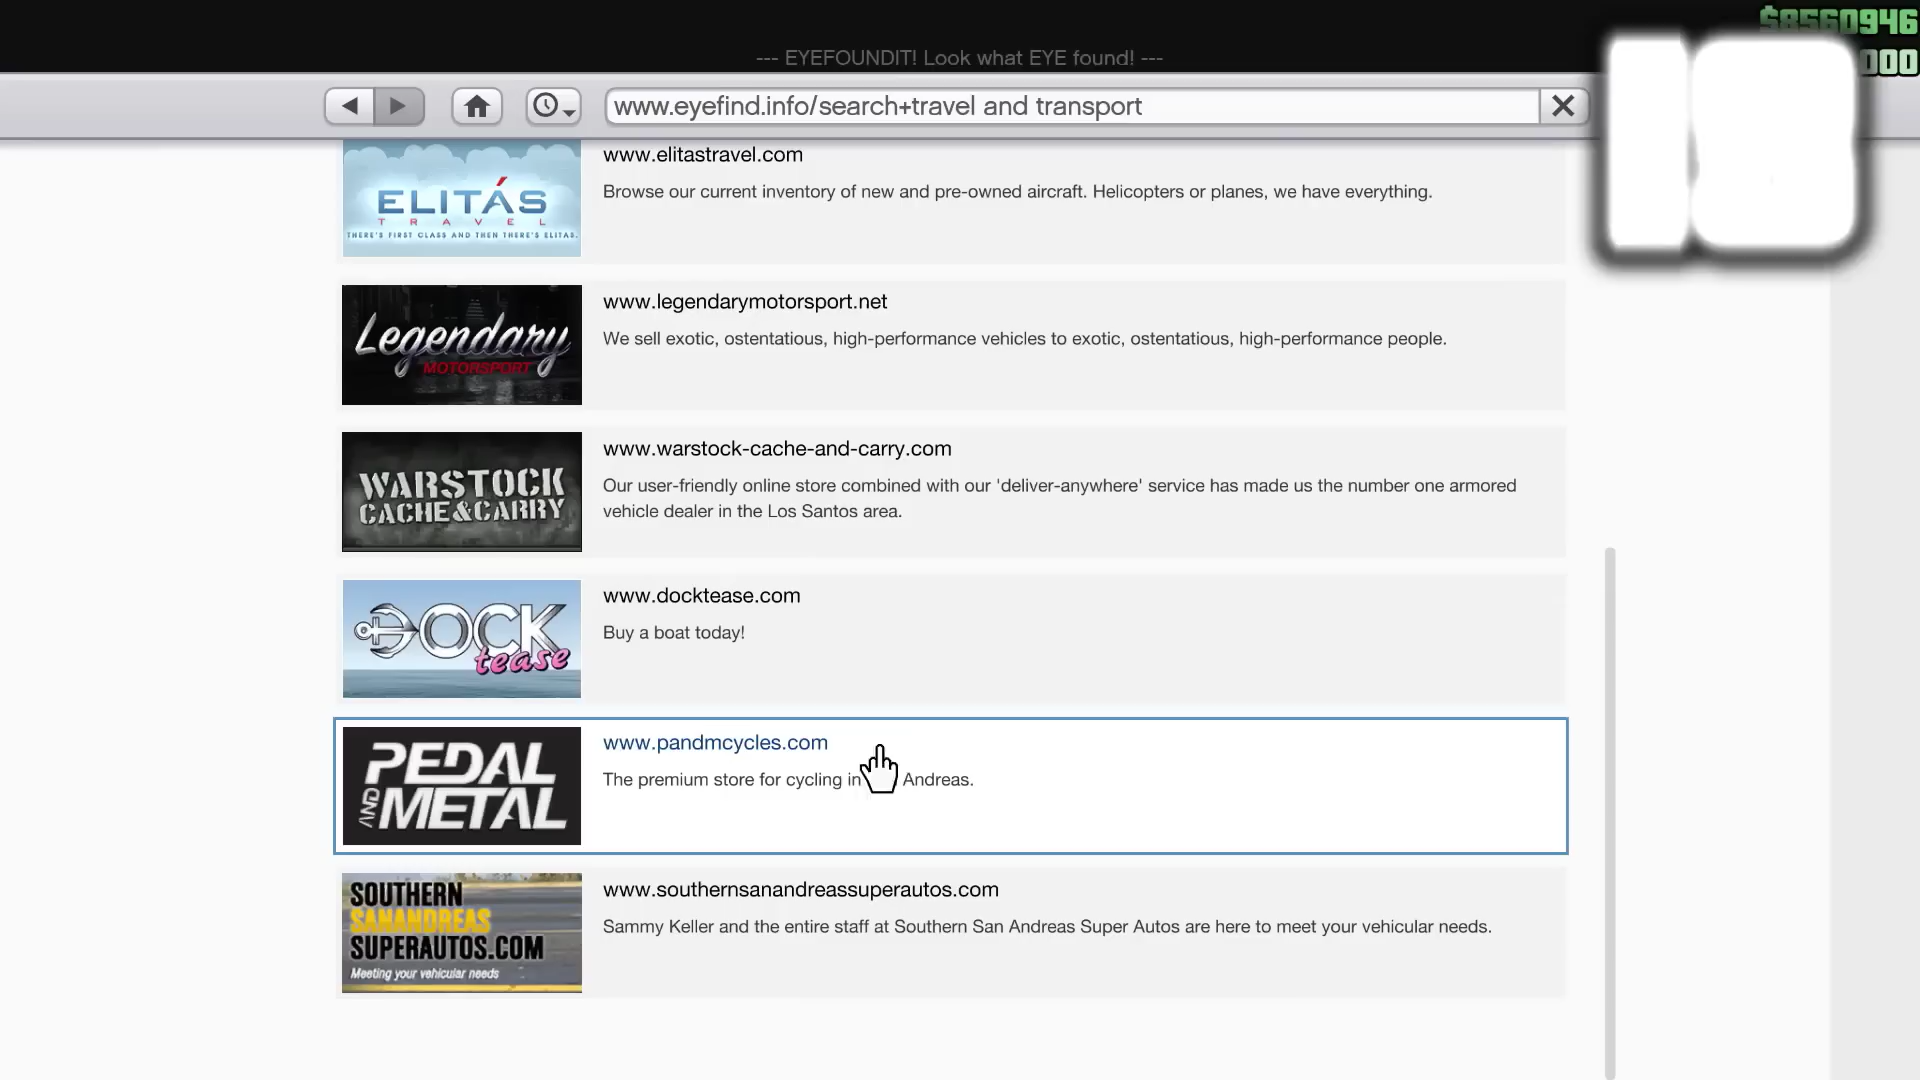 $8560946
000
--- EYEFOUNDIT! Look what EYE found! ---
www.eyefind.info/search+travel and transport
ELITÁS
TRAVEL
THERE'S FIRST CLASS AND THEN THERE'S ELITAS.
www.elitastravel.com
Browse our current inventory of new and pre-owned aircraft. Helicopters or planes, we have everything.
Legendary
MOTORSPORT
www.legendarymotorsport.net
We sell exotic, ostentatious, high-performance vehicles to exotic, ostentatious, high-performance people.
WARSTOCK
CACHE&CARRY
www.warstock-cache-and-carry.com
Our user-friendly online store combined with our 'deliver-anywhere' service has made us the number one armored
vehicle dealer in the Los Santos area.
DOCK
tease
www.docktease.com
Buy a boat today!
PEDAL
AND METAL
www.pandmcycles.com
The premium store for cycling in Andreas.
SOUTHERN
SANANDREAS
SUPERAUTOS.COM
Meeting your vehicular needs
www.southernsanandreassuperautos.com
Sammy Keller and the entire staff at Southern San Andreas Super Autos are here to meet your vehicular needs.